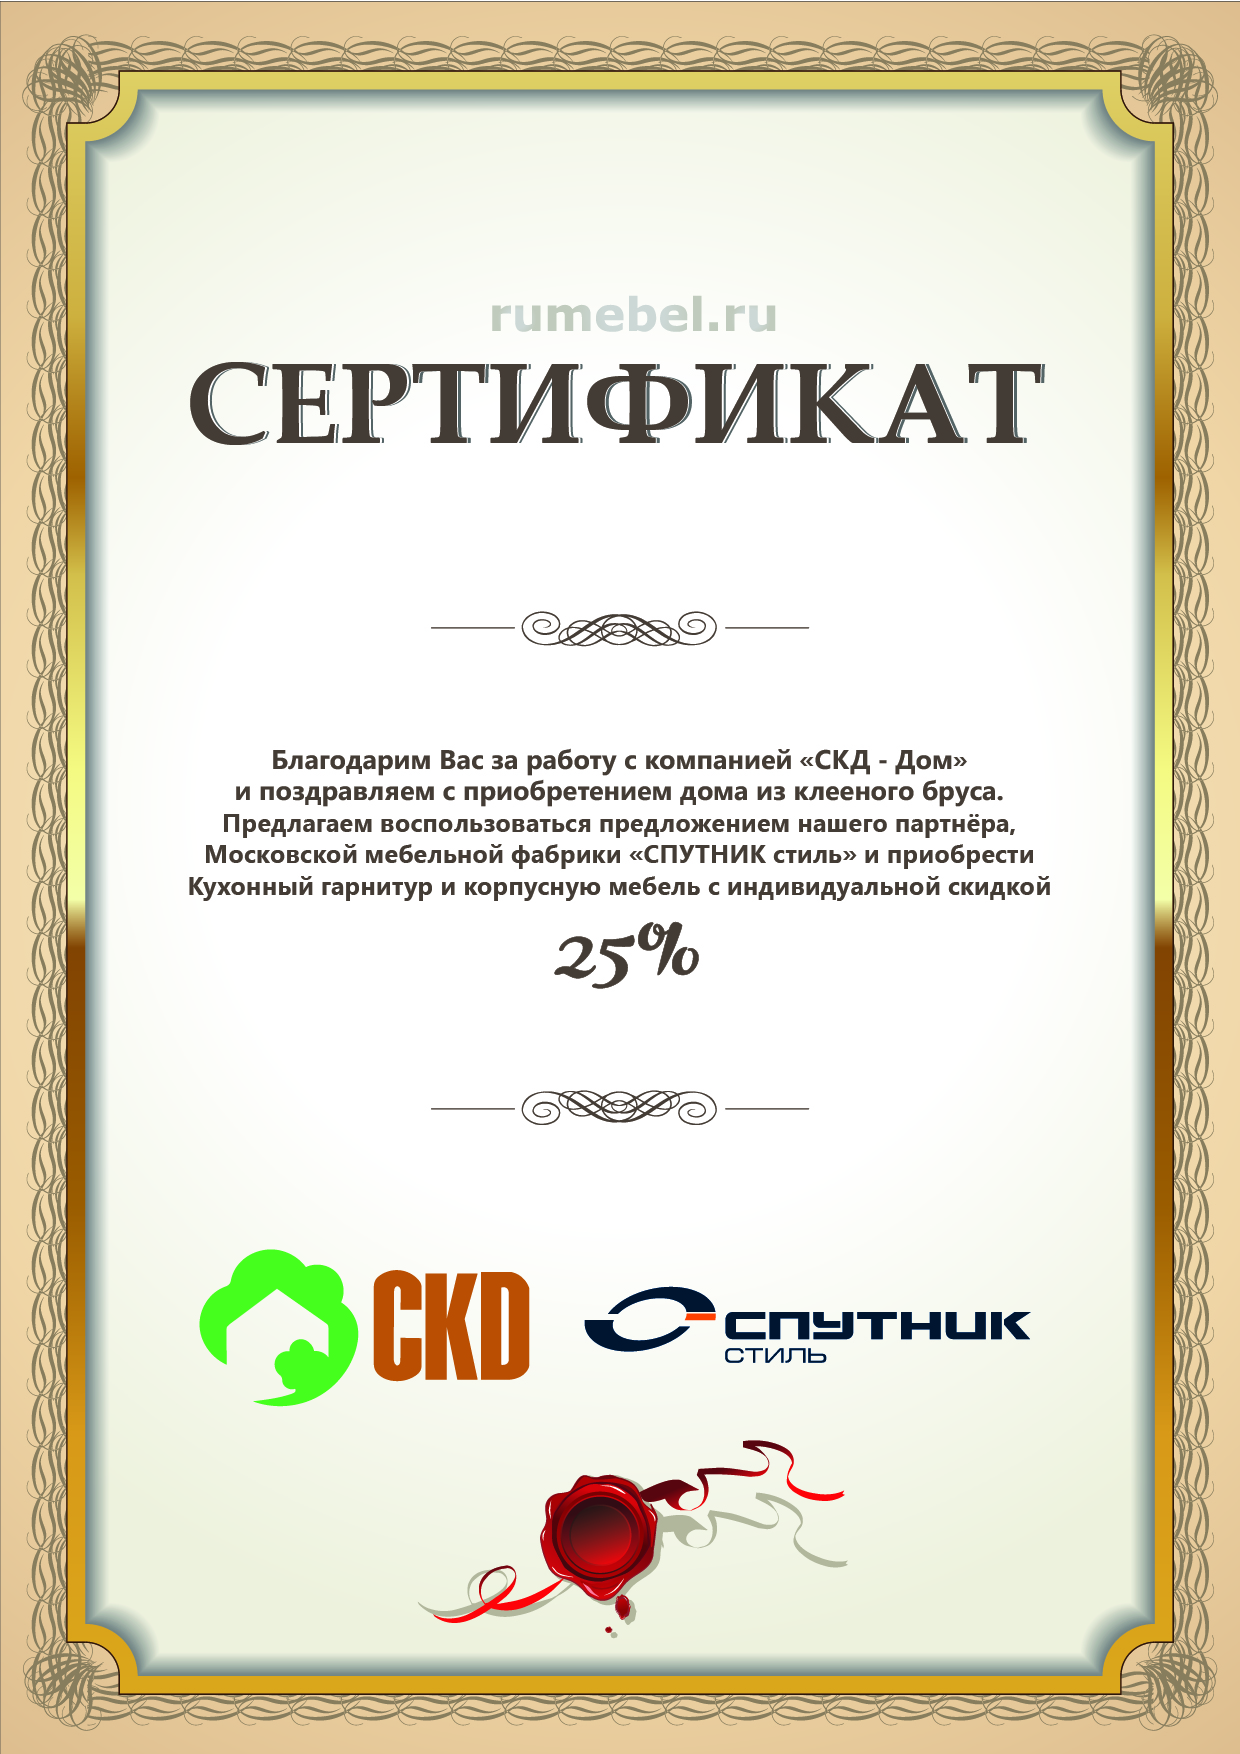 rumebel.ru
СЕРТИФИКАТ
Благодарим Вас за работу с компанией «СКД - Дом»
и поздравляем с приобретением дома из клееного бруса.
Предлагаем воспользоваться предложением нашего партнёра,
Московской мебельной фабрики «СПУТНИК стиль» и приобрести
Кухонный гарнитур и корпусную мебель с индивидуальной скидкой
25%
СКD
СПУТНИК
СТИЛЬ